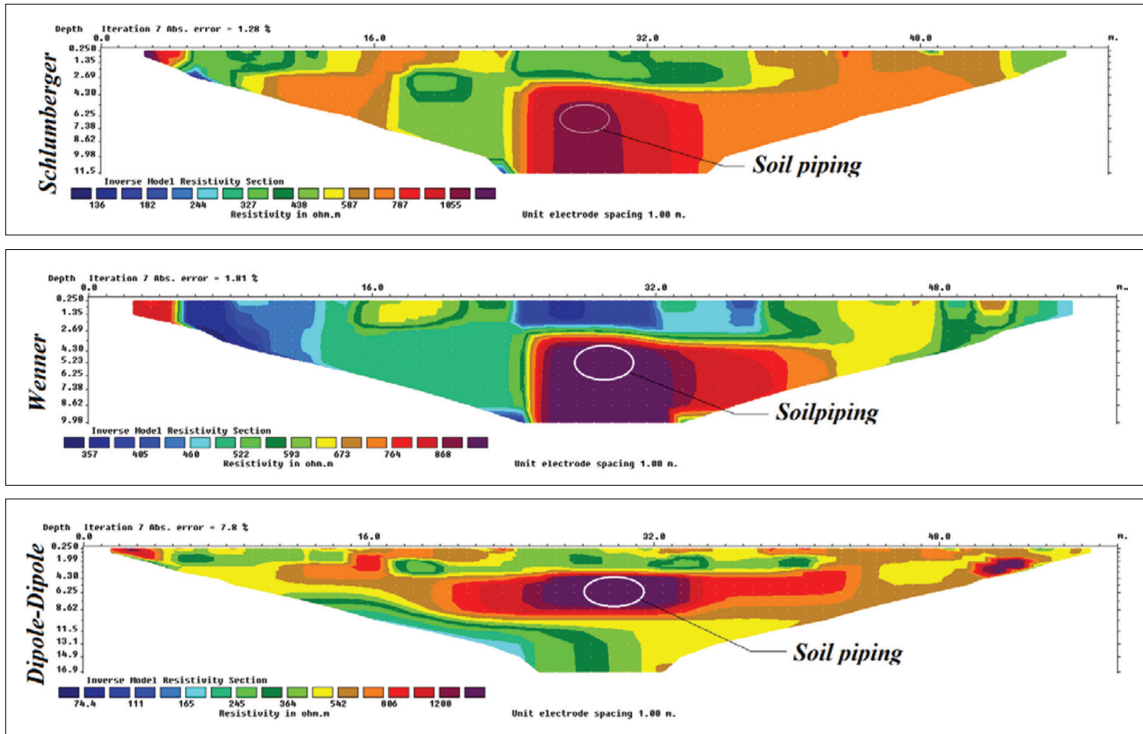 Schlumberger
Depth Iteration 7 Abs. error = 1.28 %
0.0 16.0 32.0 48.0 m.
0.250
1.35
2.69
4.30
6.25
7.38
8.62
9.98
11.5
Soil piping
Inverse Model Resistivity Section
136 182 244 327 438 587 787 1055
Resistivity in ohm.m
Unit electrode spacing 1.00 m.
Wenner
Depth Iteration 7 Abs. error = 1.81 %
0.0 16.0 32.0 48.0 m.
0.250
1.35
2.69
4.30
5.23
6.25
7.38
8.62
9.98
Soilpiping
Inverse Model Resistivity Section
357 405 460 522 593 673 764 868
Resistivity in ohm.m
Unit electrode spacing 1.00 m.
Dipole-Dipole
Depth Iteration 7 Abs. error = 7.8 %
0.0 16.0 32.0 48.0 m.
0.250
1.99
4.30
6.25
8.62
11.5
13.1
14.9
16.9
Soil piping
Inverse Model Resistivity Section
74.4 111 165 245 364 542 806 1200
Resistivity in ohm.m
Unit electrode spacing 1.00 m.